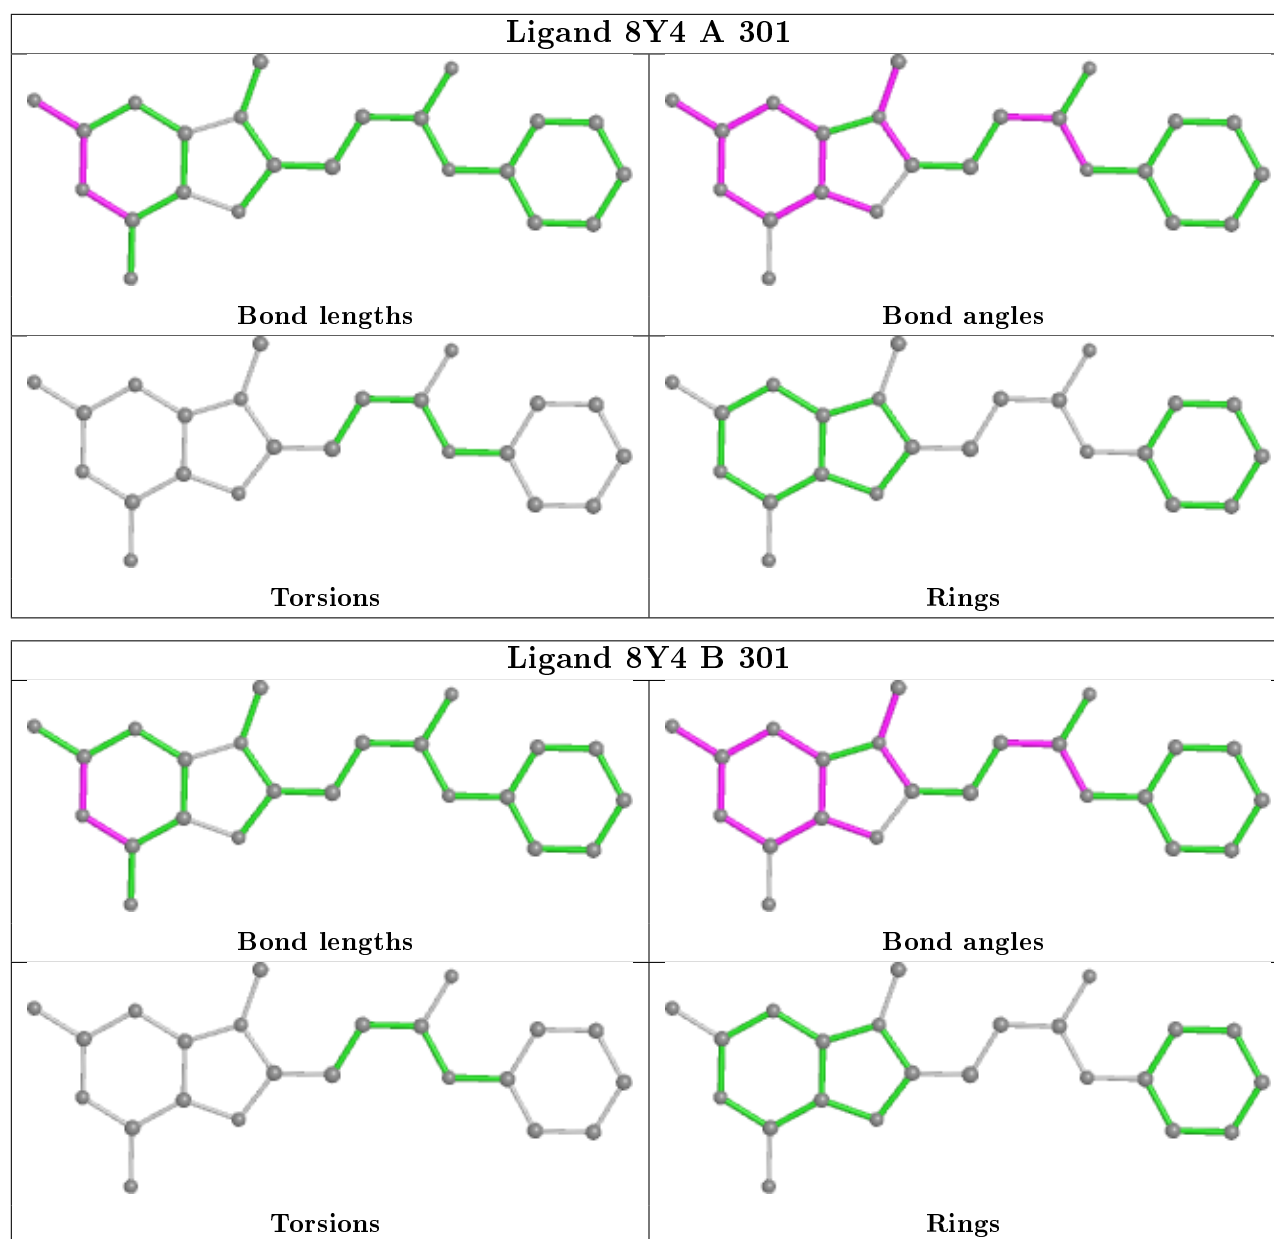 Ligand 8Y4 A 301
Bond lengths
Bond angles
Torsions
Rings
Ligand 8Y4 B 301
Bond lengths
Bond angles
Torsions
Rings